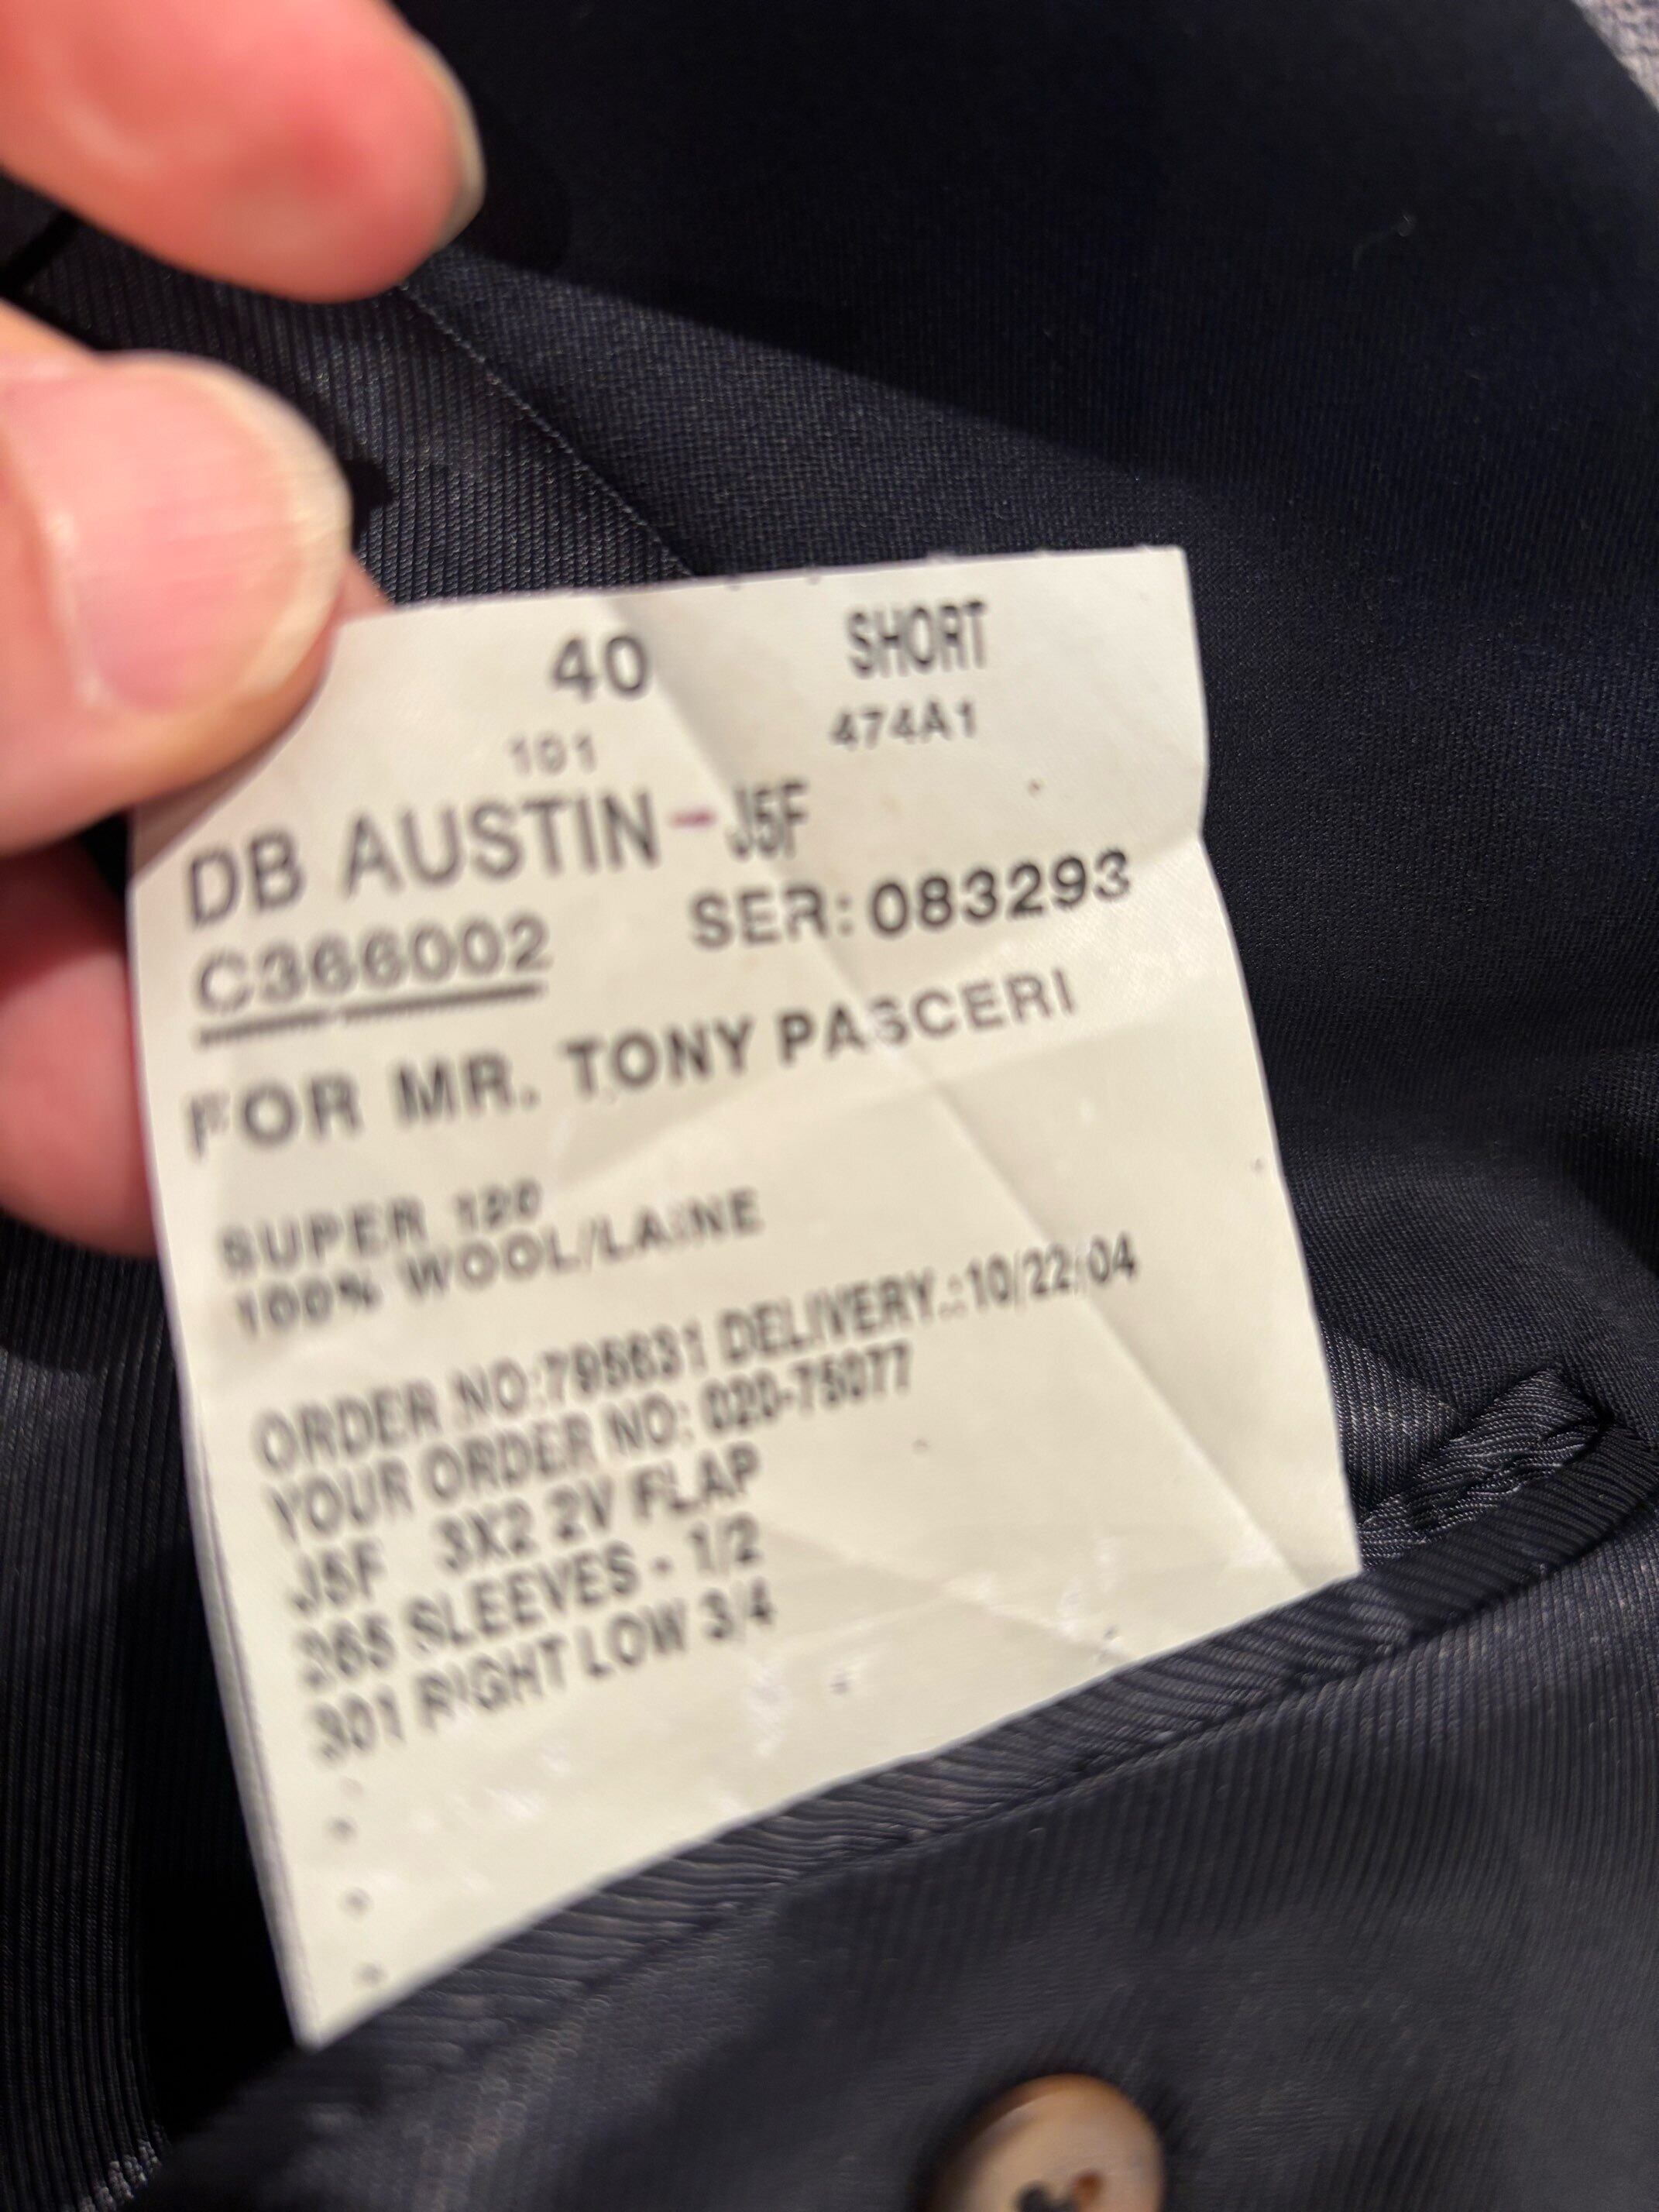 40 SHORT
101 474A1
DB AUSTIN-J5F
C366002 SER: 083293
FOR MR. TONY PASCERI
SUPER 120
100% WOOL/LAINE
ORDER NO:795631 DELIVERY.:10/22/04
YOUR ORDER NO: 020-75077
J5F 3X2 2V FLAP
265 SLEEVES - 1/2
301 RIGHT LOW 3/4